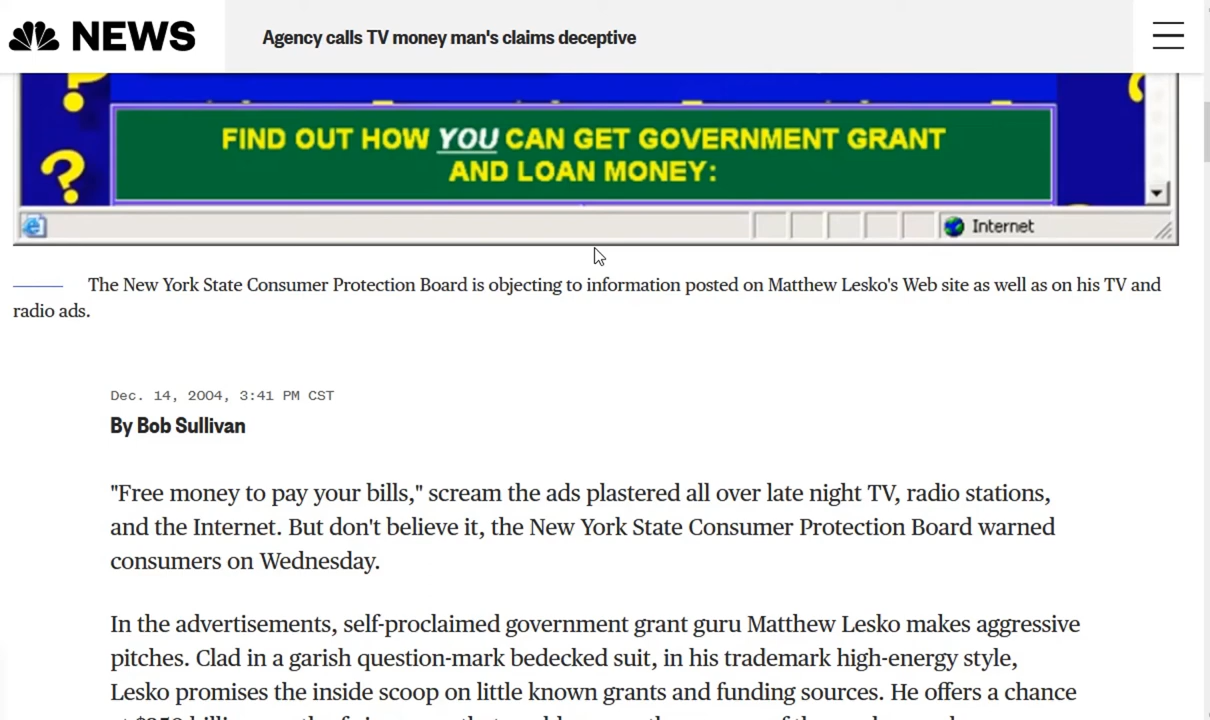 NEWS
Agency calls TV money man's claims deceptive
FIND OUT HOW YOU CAN GET GOVERNMENT GRANT
AND LOAN MONEY:
Internet
The New York State Consumer Protection Board is objecting to information posted on Matthew Lesko's Web site as well as on his TV and
radio ads.
Dec. 14, 2004, 3:41 PM CST
By Bob Sullivan
"Free money to pay your bills," scream the ads plastered all over late night TV, radio stations,
and the Internet. But don't believe it, the New York State Consumer Protection Board warned
consumers on Wednesday.
In the advertisements, self-proclaimed government grant guru Matthew Lesko makes aggressive
pitches. Clad in a garish question-mark bedecked suit, in his trademark high-energy style,
Lesko promises the inside scoop on little known grants and funding sources. He offers a chance